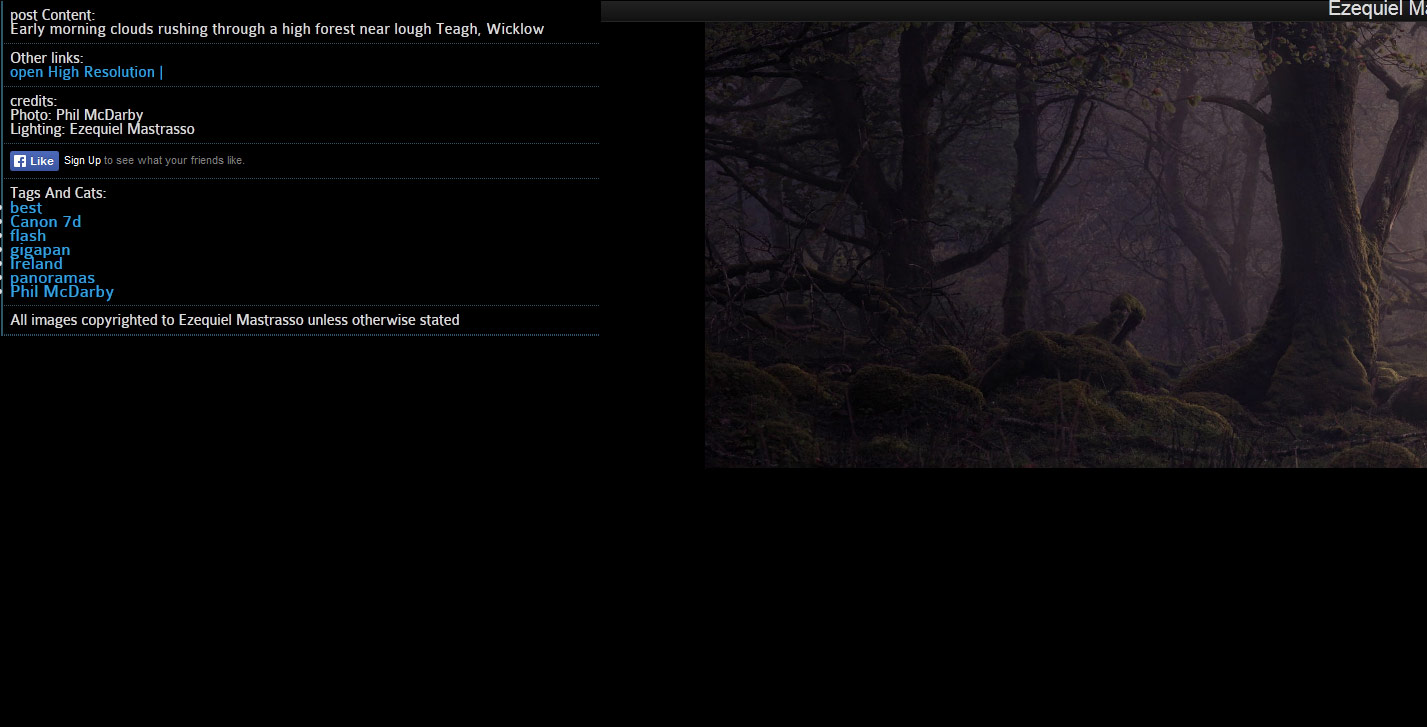 post Content:
Early morning clouds rushing through a high forest near lough Teagh, Wicklow
Other links:
open High Resolution |
credits:
Photo: Phil McDarby
Lighting: Ezequiel Mastrasso
Like Sign Up to see what your friends like.
Tags And Cats:
best
Canon 7d
flash
gigapan
Ireland
panoramas
Phil McDarby
All images copyrighted to Ezequiel Mastrasso unless otherwise stated
Ezequiel Ma